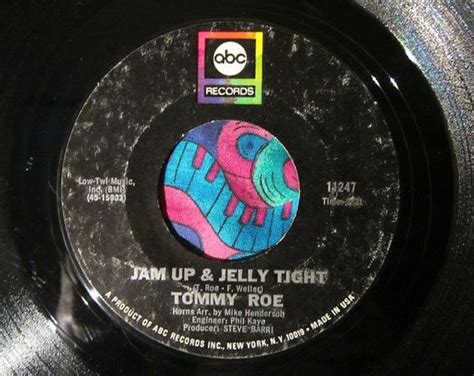 abc
RECORDS
Low-Twi Music,
Inc. (BMI)
(45-15903)
11247
JAM UP & JELLY TIGHT
(T. Roe - F. Weller)
TOMMY ROE
Horns Arr. by Mike Henderson
Engineer: Phil Kaye
Producer: STEVE BARRI
A PRODUCT OF ABC RECORDS INC., NEW YORK, N.Y. 10019 • MADE IN USA